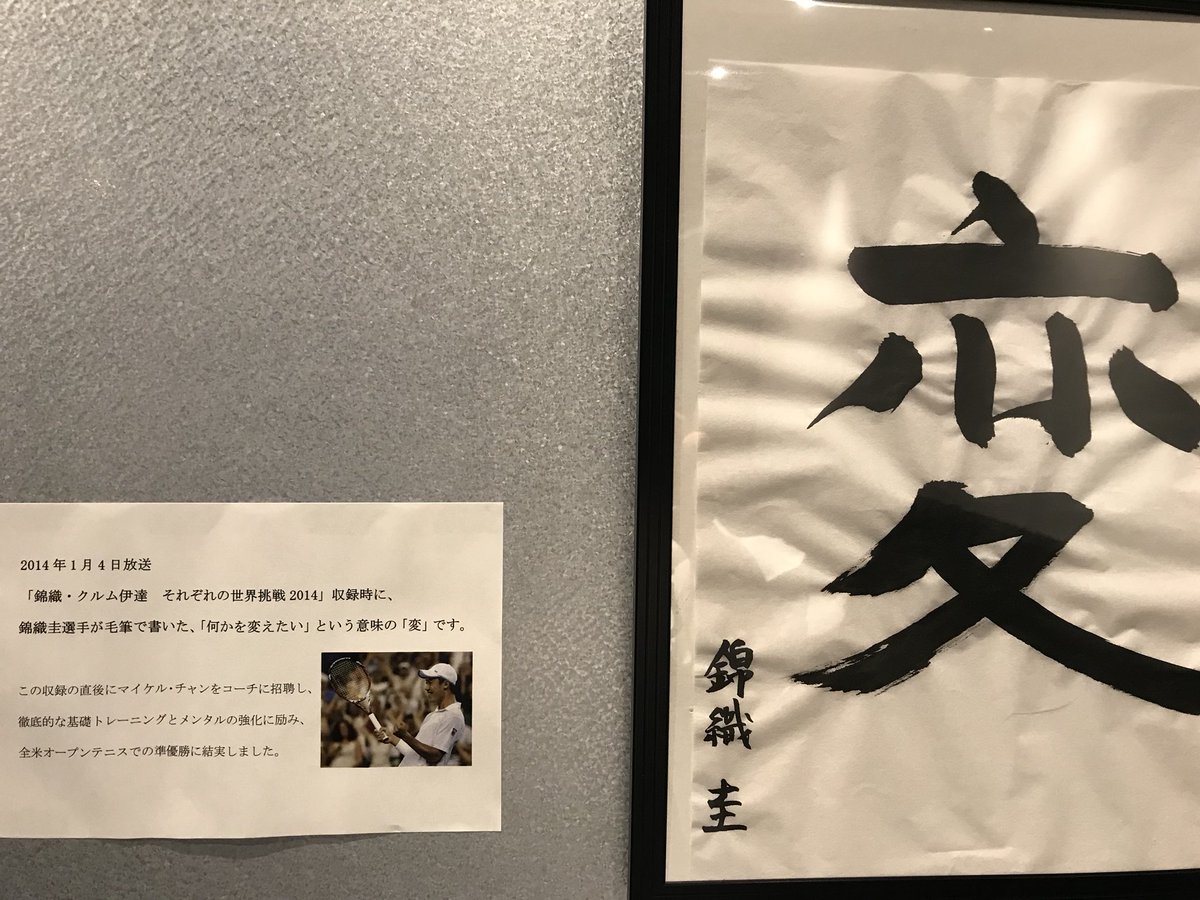 2014年1月4日放送
「錦織・クルム伊達　それぞれの世界挑戦2014」収録時に、
錦織圭選手が毛筆で書いた、「何かを変えたい」という意味の「変」です。
この収録の直後にマイケル・チャンをコーチに招聘し、
徹底的な基礎トレーニングとメンタルの強化に励み、
全米オープンテニスでの準優勝に結実しました。
変
錦織 圭